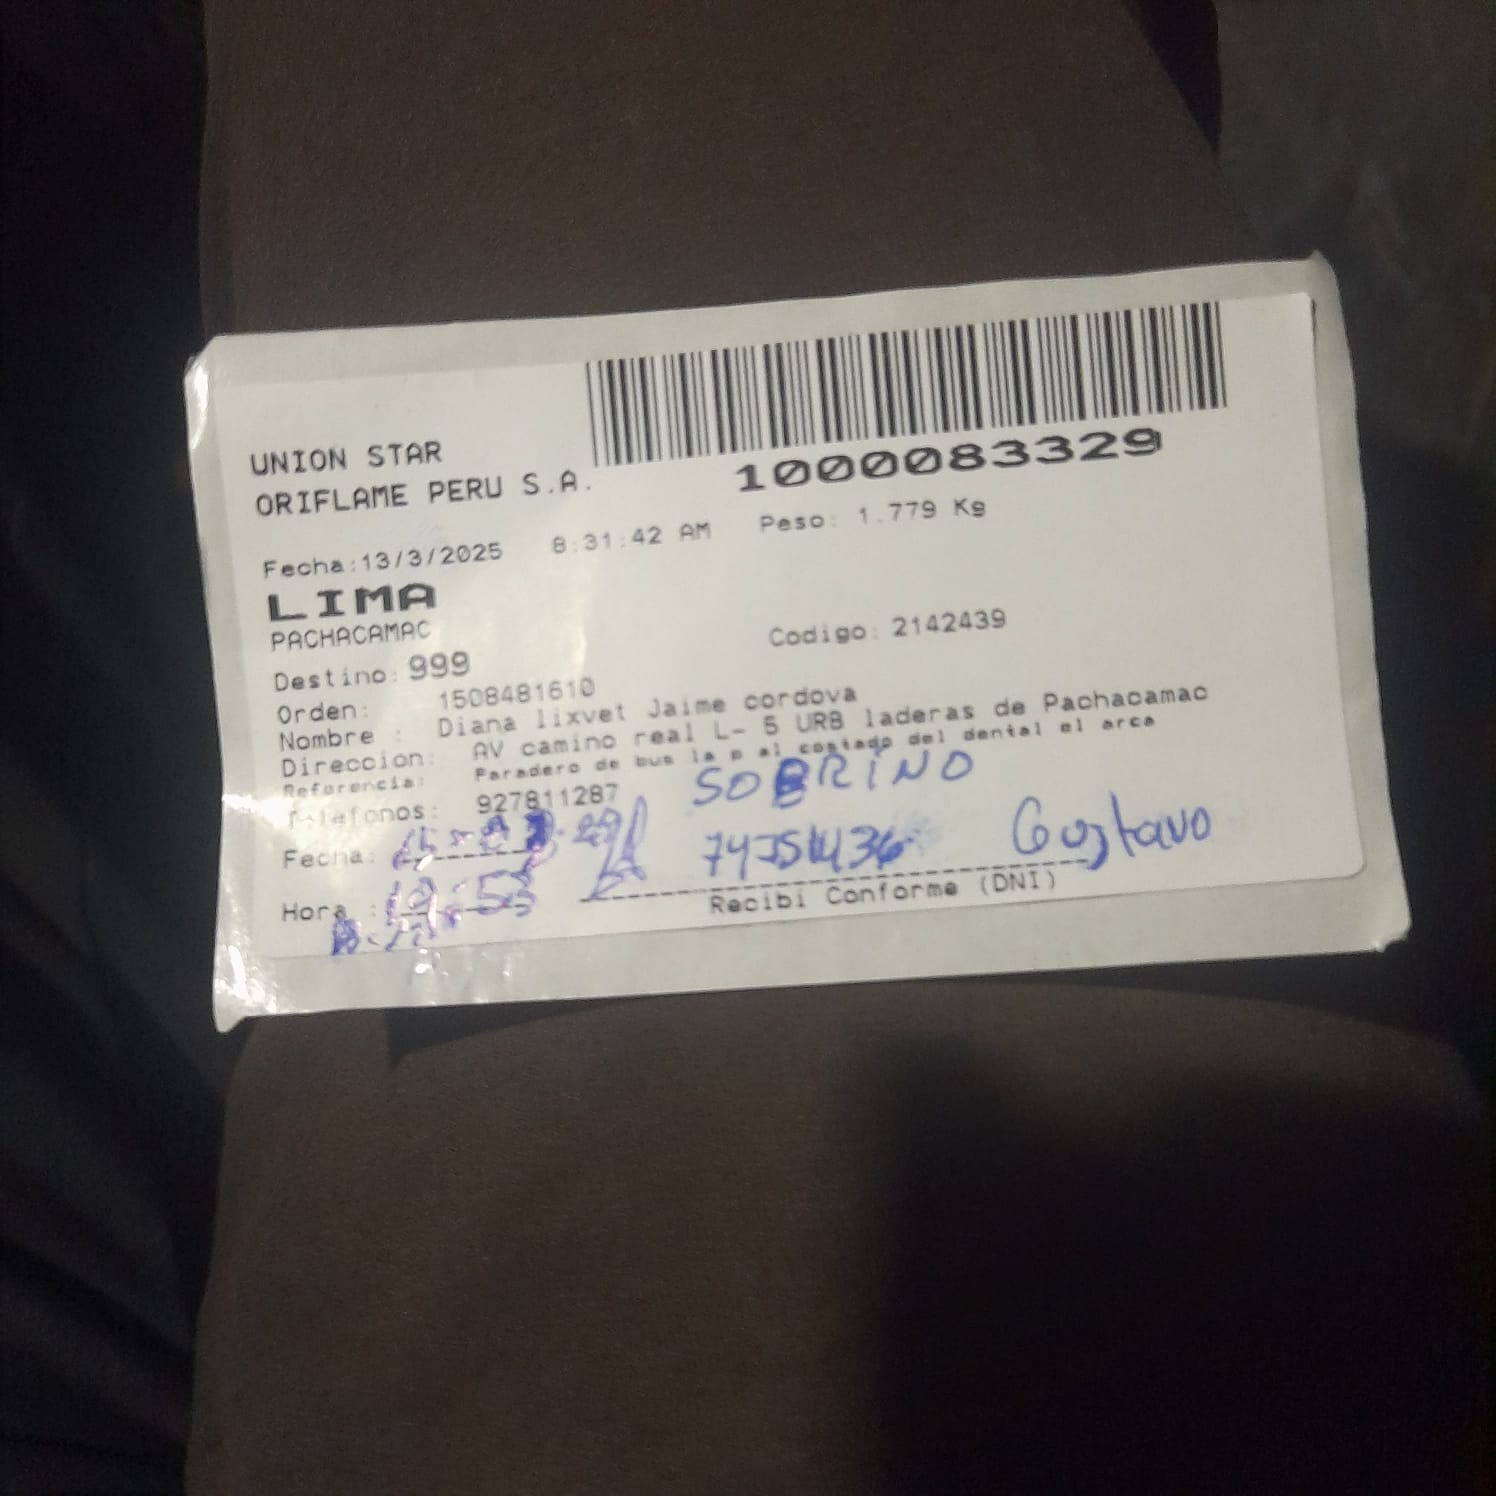 UNION STAR
ORIFLAME PERU S.A.
1000083329
Fecha:13/3/2025 8:31:42 AM Peso: 1.779 Kg
LIMA
PACHACAMAC
Destino: 999 Codigo: 2142439
Orden: 1508481610
Nombre : Diana lixvet Jaime cordova
Direccion: AV camino real L- 5 URB laderas de Pachacamac
Referencia: Paradero de bus la p al costado del dental el arca
Telefonos: 927811287 SOBRINO
Fecha: Gustavo
Hora :
Recibi Conforme (DNI)